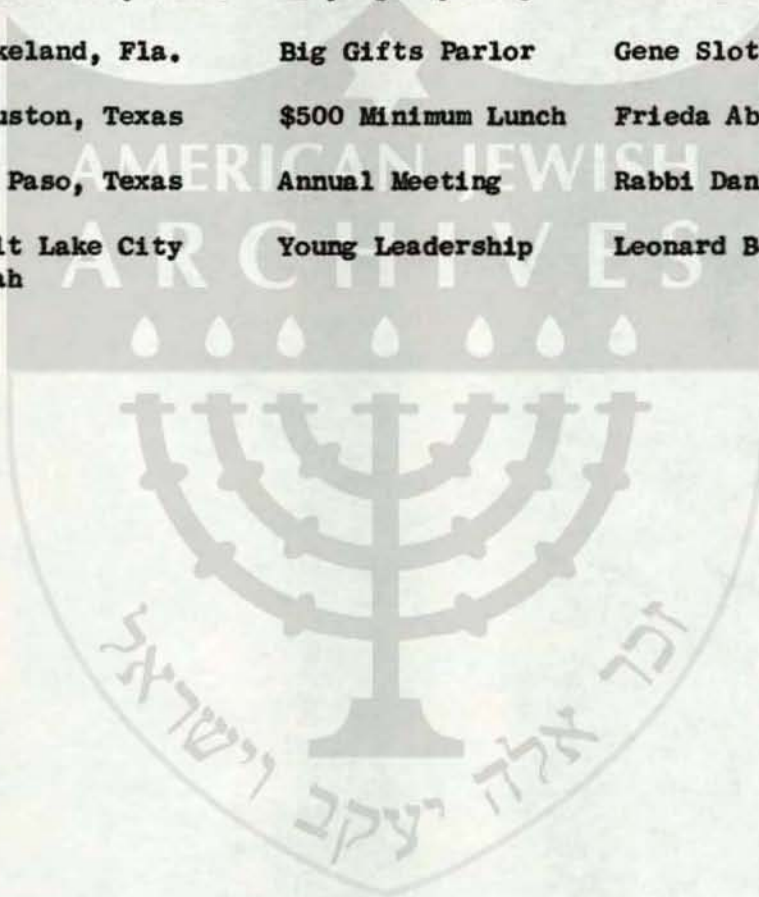 keland, Fla. Big Gifts Parlor Gene Slot
uston, Texas $500 Minimum Lunch Frieda Ab
Paso, Texas Annual Meeting Rabbi Dan
lt Lake City Young Leadership Leonard B
ah
AMERICAN JEWISH
ARCHIVES
זכר אלה יעקב וישראל